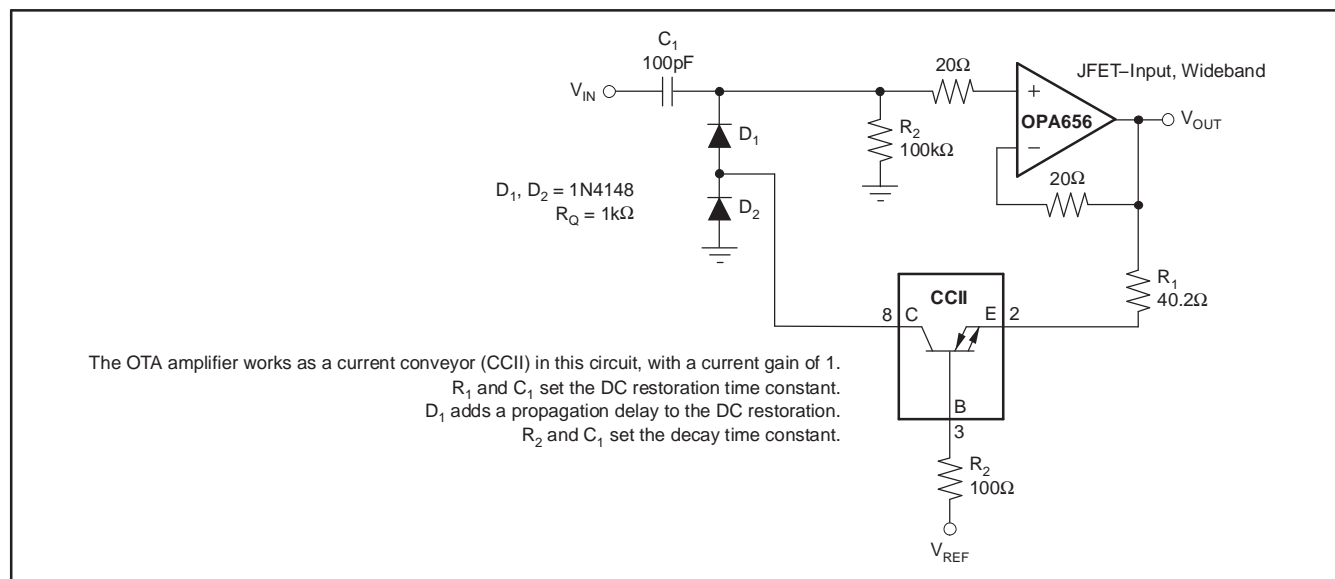 C1
100pF
VIN
20Ω
JFET–Input, Wideband
+
OPA656
−
VOUT
R2
100kΩ
D1
D1, D2 = 1N4148
RQ = 1kΩ
D2
20Ω
R1
40.2Ω
CCII
8 C E 2
The OTA amplifier works as a current conveyor (CCII) in this circuit, with a current gain of 1.
R1 and C1 set the DC restoration time constant.
D1 adds a propagation delay to the DC restoration.
R2 and C1 set the decay time constant.
B
3
R2
100Ω
VREF